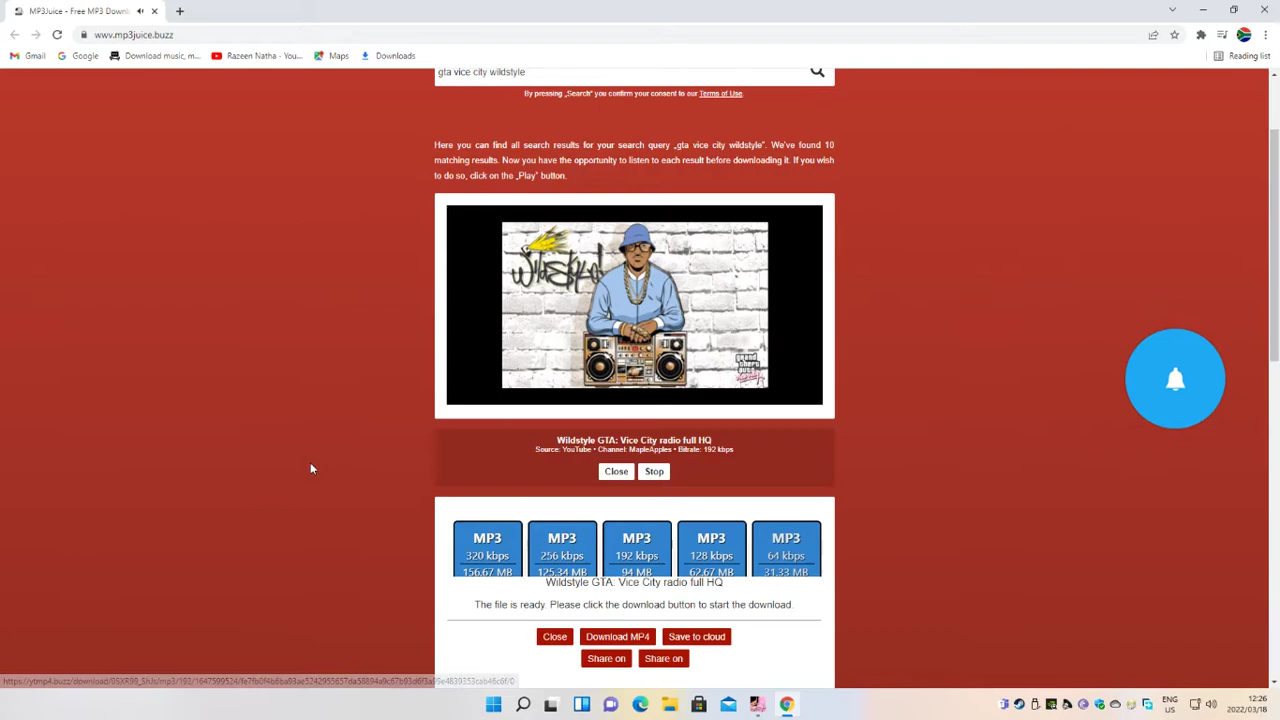 MP3Juice - Free MP3 Downl
wwv.mp3juice.buzz
Gmail
Google
Download music, m...
Razeen Natha - You...
Maps
Downloads
Reading list
gta vice city wildstyle
By pressing „Search“ you confirm your consent to our Terms of Use.
Here you can find all search results for your search query „gta vice city wildstyle“. We've found 10
matching results. Now you have the opportunity to listen to each result before downloading it. If you wish
to do so, click on the „Play“ button.
Wildstyle
grand
theft
auto
Wildstyle GTA: Vice City radio full HQ
Source: YouTube • Channel: MapleApples • Bitrate: 192 kbps
Close
Stop
MP3 MP3 MP3 MP3 MP3
320 kbps 256 kbps 192 kbps 128 kbps 64 kbps
156.67 MB 125.34 MB 94 MB 62.67 MB 31.33 MB
Wildstyle GTA: Vice City radio full HQ
The file is ready. Please click the download button to start the download.
Close
Download MP4
Save to cloud
Share on
Share on
ENG
US
12:26
2022/03/18